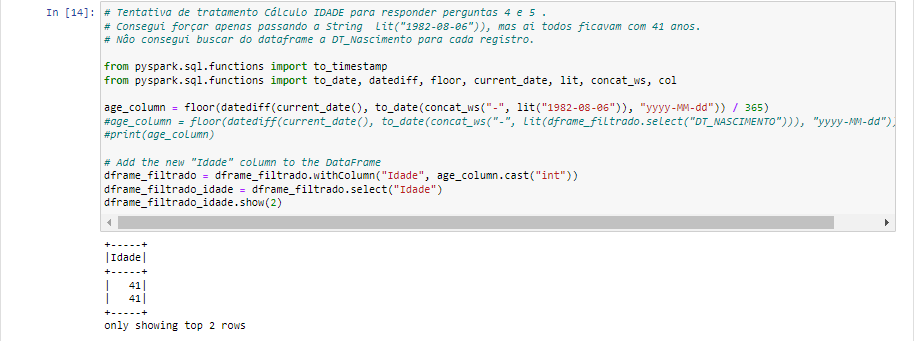 In [14]:
# Tentativa de tratamento Cálculo IDADE para responder perguntas 4 e 5 .
# Consegui forçar apenas passando a String  lit("1982-08-06")), mas aí todos ficavam com 41 anos.
# Não consegui buscar do dataframe a DT_Nascimento para cada registro.
from pyspark.sql.functions import to_timestamp
from pyspark.sql.functions import to_date, datediff, floor, current_date, lit, concat_ws, col
age_column = floor(datediff(current_date(), to_date(concat_ws("-", lit("1982-08-06")), "yyyy-MM-dd")) / 365)
#age_column = floor(datediff(current_date(), to_date(concat_ws("-", lit(dframe_filtrado.select("DT_NASCIMENTO"))), "yyyy-MM-dd"))
#print(age_column)
# Add the new "Idade" column to the DataFrame
dframe_filtrado = dframe_filtrado.withColumn("Idade", age_column.cast("int"))
dframe_filtrado_idade = dframe_filtrado.select("Idade")
dframe_filtrado_idade.show(2)
+-----+
|Idade|
+-----+
|   41|
|   41|
+-----+
only showing top 2 rows